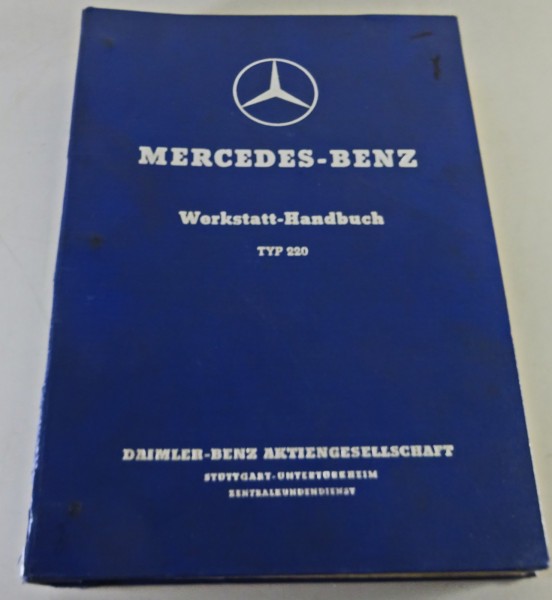 MERCEDES-BENZ
Werkstatt-Handbuch
TYP 220
DAIMLER-BENZ AKTIENGESELLSCHAFT
STUTTGART-UNTERTÜRKHEIM
ZENTRALKUNDENDIENST